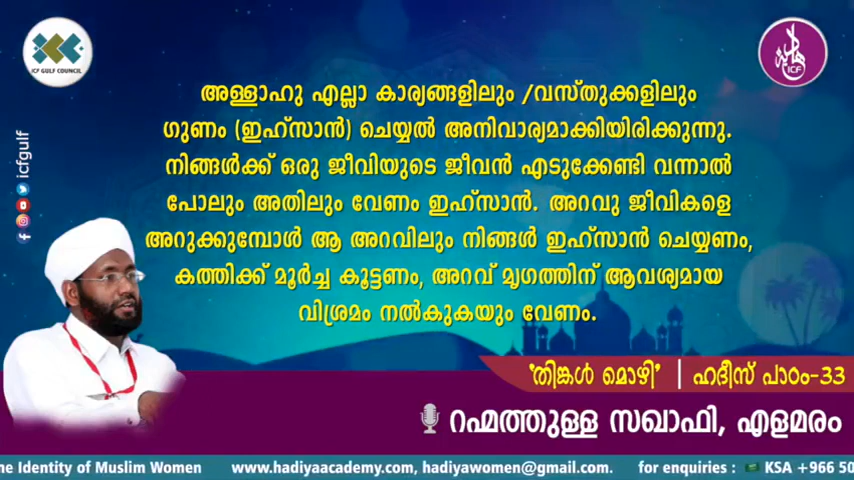 ICF GULF COUNCIL
ICF
icfgulf
അള്ളാഹു എല്ലാ കാര്യങ്ങളിലും /വസ്തുക്കളിലും
ഗുണം (ഇഹ്സാൻ) ചെയ്യൽ അനിവാര്യമാക്കിയിരിക്കുന്നു.
നിങ്ങൾക്ക് ഒരു ജീവിയുടെ ജീവൻ എടുക്കേണ്ടി വന്നാൽ
പോലും അതിലും വേണം ഇഹ്സാൻ. അറവു ജീവികളെ
അറുക്കുമ്പോൾ ആ അറവിലും നിങ്ങൾ ഇഹ്സാൻ ചെയ്യണം,
കത്തിക്ക് മൂർച്ച കൂട്ടണം, അറവ് മൃഗത്തിന് ആവശ്യമായ
വിശ്രമം നൽകുകയും വേണം.
'തിങ്കൾ മൊഴി' | ഹദീസ് പാഠം-33
റഹ്മത്തുള്ള സഖാഫി, എളമരം
he Identity of Muslim Women www.hadiyaacademy.com, hadiyawomen@gmail.com. for enquiries : KSA +966 50